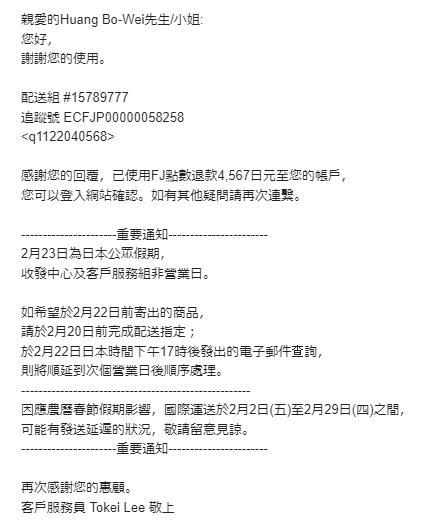 親愛的Huang Bo-Wei先生/小姐:
您好，
謝謝您的使用。
配送組 #15789777
追蹤號 ECFJP00000058258
<q1122040568>
感謝您的回覆，已使用FJ點數退款4,567日元至您的帳戶，
您可以登入網站確認。如有其他疑問請再次連繫。
----------------------重要通知-----------------------
2月23日為日本公眾假期，
收發中心及客戶服務組非營業日。
如希望於2月22日前寄出的商品，
請於2月20日前完成配送指定；
於2月22日日本時間下午17時後發出的電子郵件查詢，
則將順延到次個營業日後順序處理。
-----------------------------------------------------
因應農曆春節假期影響，國際運送於2月2日(五)至2月29日(四)之間，
可能有發送延遲的狀況，敬請留意見諒。
----------------------重要通知-----------------------
再次感謝您的惠顧。
客戶服務員 Tokei Lee 敬上